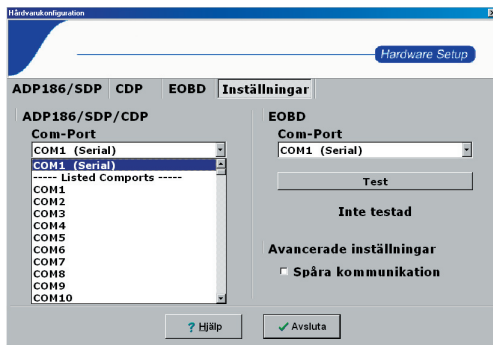 Hårdvarukonfiguration
Hardware Setup
ADP186/SDP CDP EOBD Inställningar
ADP186/SDP/CDP
Com-Port
COM1 (Serial)
COM1 (Serial)
----- Listed Comports -----
COM1
COM2
COM3
COM4
COM5
COM6
COM7
COM8
COM9
COM10
EOBD
Com-Port
COM1 (Serial)
Test
Inte testad
Avancerade inställningar
Spåra kommunikation
? Hjälp
Avsluta